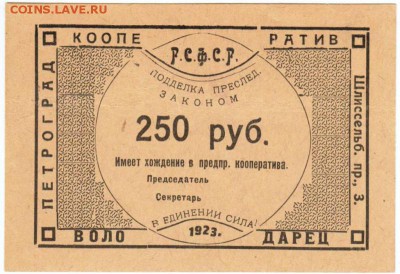 coins.lave.ru
КООПЕ РАТИВ
Р.С.Ф.С.Р.
ПЕТРОГРАД
ПОДДЕЛКА ПРЕСЛЕД.
ЗАКОНОМ
250 руб.
Имеет хождение в предпр. кооператива.
Председатель
Секретарь
В ЕДИНЕНИИ СИЛА!
1923.
ВОЛО ДАРЕЦ
Шлиссельб. пр., 3.